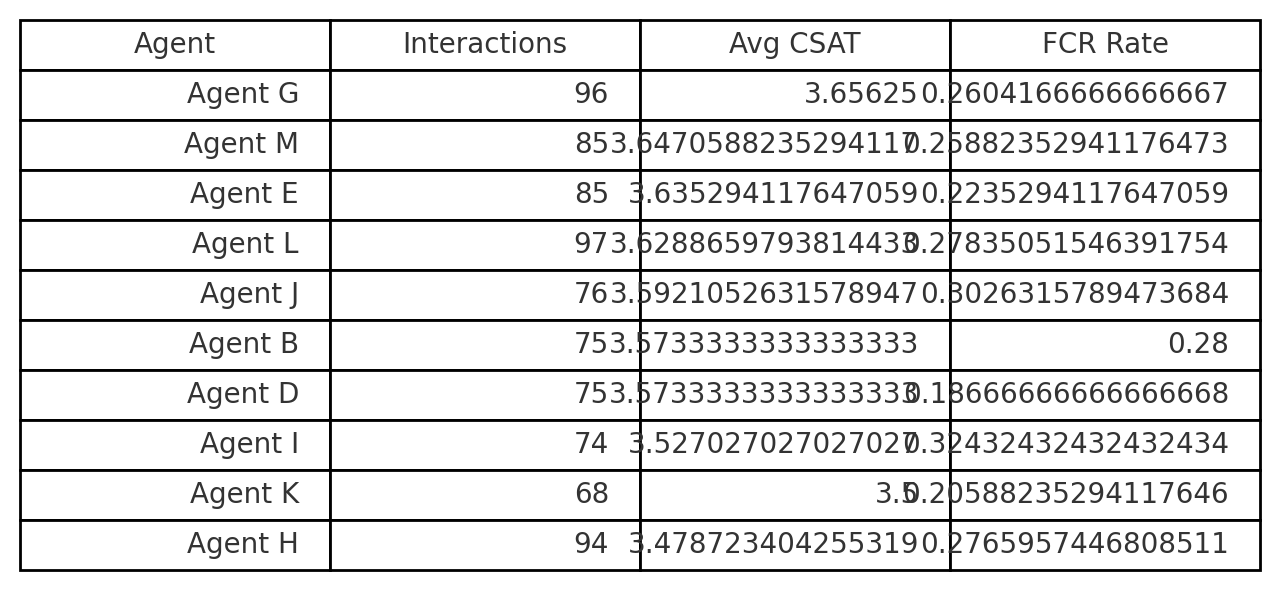 Agent Interactions Avg CSAT FCR Rate
Agent G 96 3.65625 0.2604166666666667
Agent M 85 3.6470588235294117 0.25882352941176473
Agent E 85 3.635294117647059 0.2235294117647059
Agent L 97 3.6288659793814433 0.27835051546391754
Agent J 76 3.5921052631578947 0.3026315789473684
Agent B 75 3.5733333333333333 0.28
Agent D 75 3.5733333333333333 0.18666666666666668
Agent I 74 3.527027027027027 0.32432432432432434
Agent K 68 3.5 0.20588235294117646
Agent H 94 3.478723404255319 0.2765957446808511